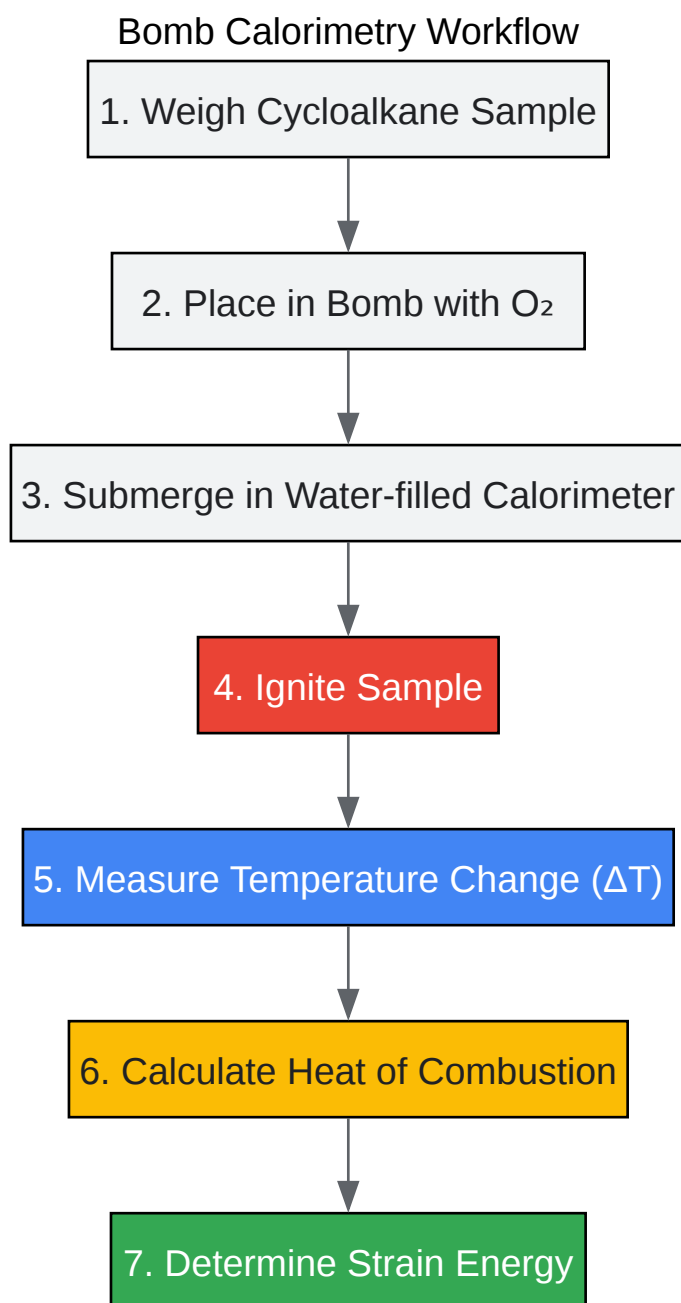 Bomb Calorimetry Workflow
1. Weigh Cycloalkane Sample
2. Place in Bomb with O₂
3. Submerge in Water-filled Calorimeter
4. Ignite Sample
5. Measure Temperature Change (ΔT)
6. Calculate Heat of Combustion
7. Determine Strain Energy